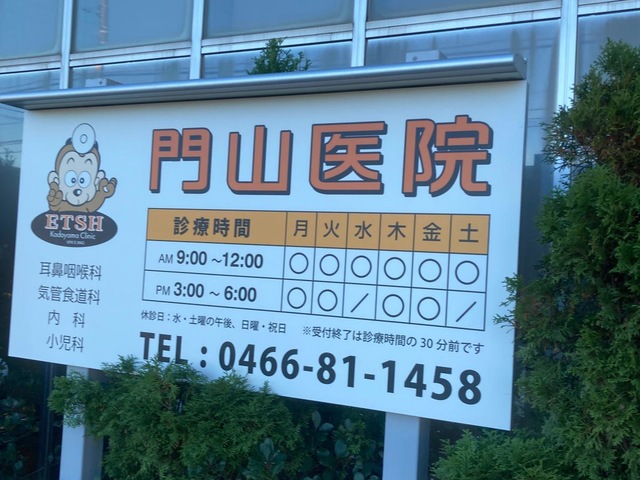 門山医院
ETSH
Kadoyama Clinic
診療時間 月 火 水 木 金 土
AM 9:00 ~12:00 ○ ○ ○ ○ ○ ○
PM 3:00 ~ 6:00 ○ ○ / ○ ○ /
耳鼻咽喉科
気管食道科
内 科
小児科
休診日:水・土曜の午後、日曜・祝日 ※受付終了は診療時間の30分前です
TEL : 0466-81-1458